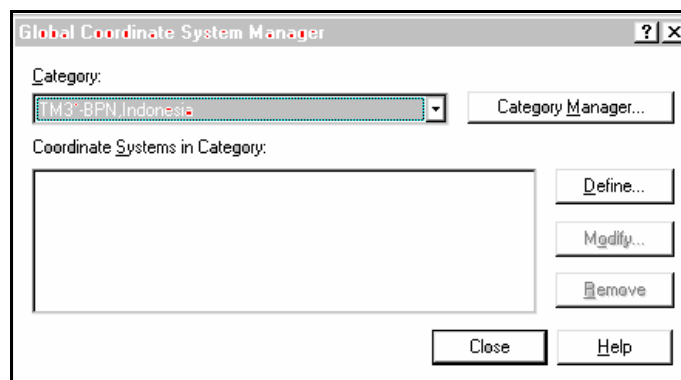 Global Coordinate System Manager
Category:
TM3°-BPN,Indonesia
Category Manager...
Coordinate Systems in Category:
Define...
Modify...
Remove
Close
Help